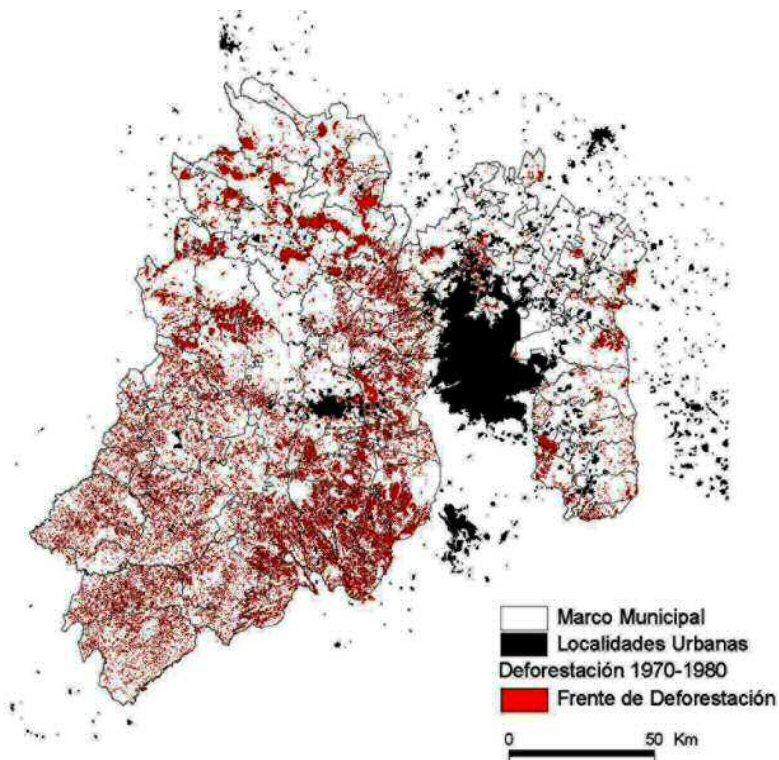 Marco Municipal
Localidades Urbanas
Deforestación 1970-1980
Frente de Deforestación
0 50 Km